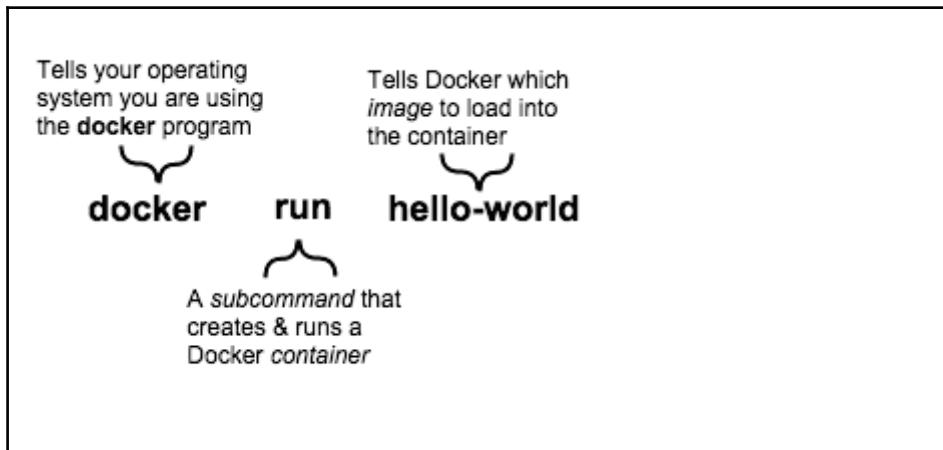 Tells your operating
system you are using
the docker program
Tells Docker which
image to load into
the container
docker run hello-world
A subcommand that
creates & runs a
Docker container